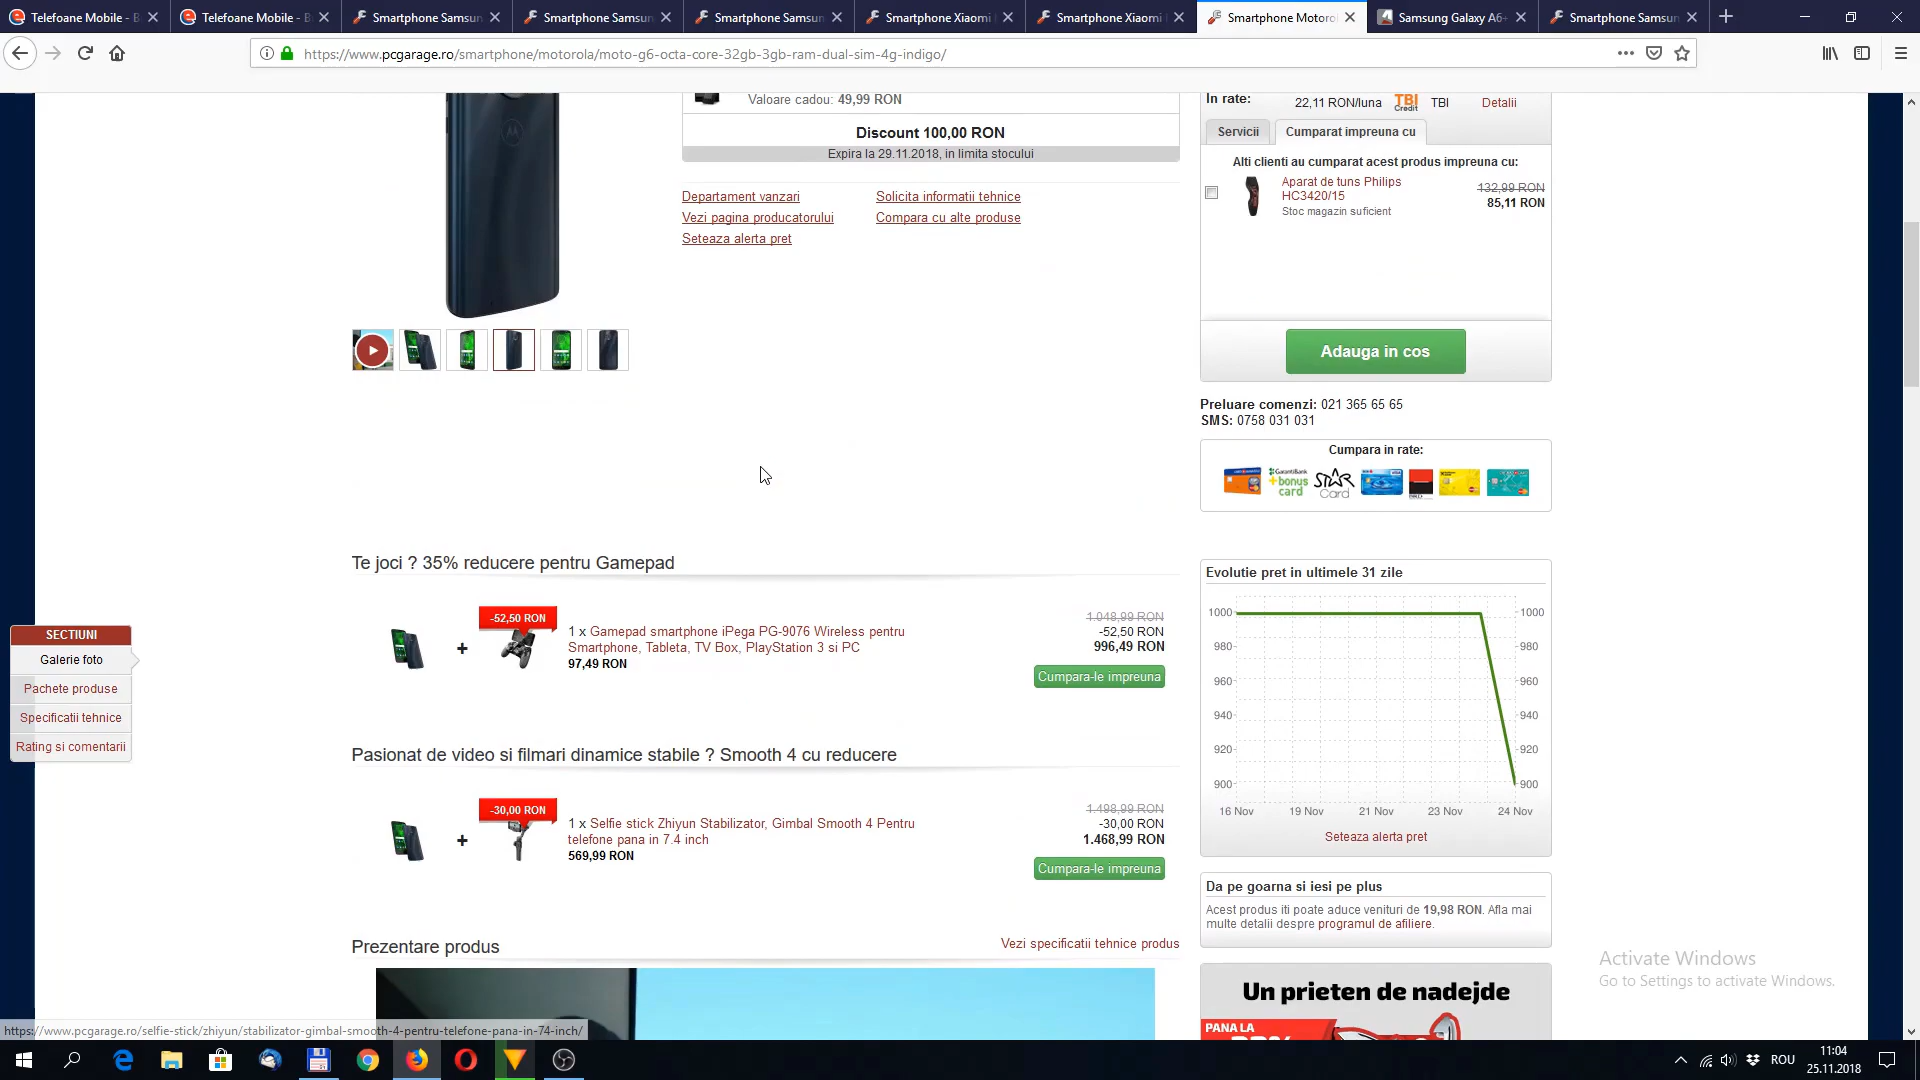 Telefoane Mobile - B
Telefoane Mobile - B
Smartphone Samsun
Smartphone Samsun
Smartphone Samsun
Smartphone Xiaomi
Smartphone Xiaomi
Smartphone Motorol
Samsung Galaxy A6+
Smartphone Samsun
https://www.pcgarage.ro/smartphone/motorola/moto-g6-octa-core-32gb-3gb-ram-dual-sim-4g-indigo/
Valoare cadou: 49,99 RON
Discount 100,00 RON
Expira la 29.11.2018, in limita stocului
Departament vanzari
Solicita informatii tehnice
Vezi pagina producatorului
Compara cu alte produse
Seteaza alerta pret
In rate:
22,11 RON/luna
TBI Credit
TBI
Detalii
Servicii
Cumparat impreuna cu
Alti clienti au cumparat acest produs impreuna cu:
Aparat de tuns Philips
HC3420/15
Stoc magazin suficient
132,99 RON
85,11 RON
Adauga in cos
Preluare comenzi: 021 365 65 65
SMS: 0758 031 031
Cumpara in rate:
GarantiBank
+bonus
card
STAR
Card
Te joci ? 35% reducere pentru Gamepad
-52,50 RON
+
1 x Gamepad smartphone iPega PG-9076 Wireless pentru
Smartphone, Tableta, TV Box, PlayStation 3 si PC
97,49 RON
1.048,99 RON
-52,50 RON
996,49 RON
Cumpara-le impreuna
Pasionat de video si filmari dinamice stabile ? Smooth 4 cu reducere
-30,00 RON
+
1 x Selfie stick Zhiyun Stabilizator, Gimbal Smooth 4 Pentru
telefone pana in 7.4 inch
569,99 RON
1.498,99 RON
-30,00 RON
1.468,99 RON
Cumpara-le impreuna
Prezentare produs
Vezi specificatii tehnice produs
SECTIUNI
Galerie foto
Pachete produse
Specificatii tehnice
Rating si comentarii
Evolutie pret in ultimele 31 zile
1000
980
960
940
920
900
1000
980
960
940
920
900
16 Nov
19 Nov
21 Nov
23 Nov
24 Nov
Seteaza alerta pret
Da pe goarna si iesi pe plus
Acest produs iti poate aduce venituri de 19,98 RON. Afla mai
multe detalii despre programul de afiliere.
Un prieten de nadejde
PANA LA
Activate Windows
Go to Settings to activate Windows.
https://www.pcgarage.ro/selfie-stick/zhiyun/stabilizator-gimbal-smooth-4-pentru-telefone-pana-in-74-inch/
ROU
11:04
25.11.2018